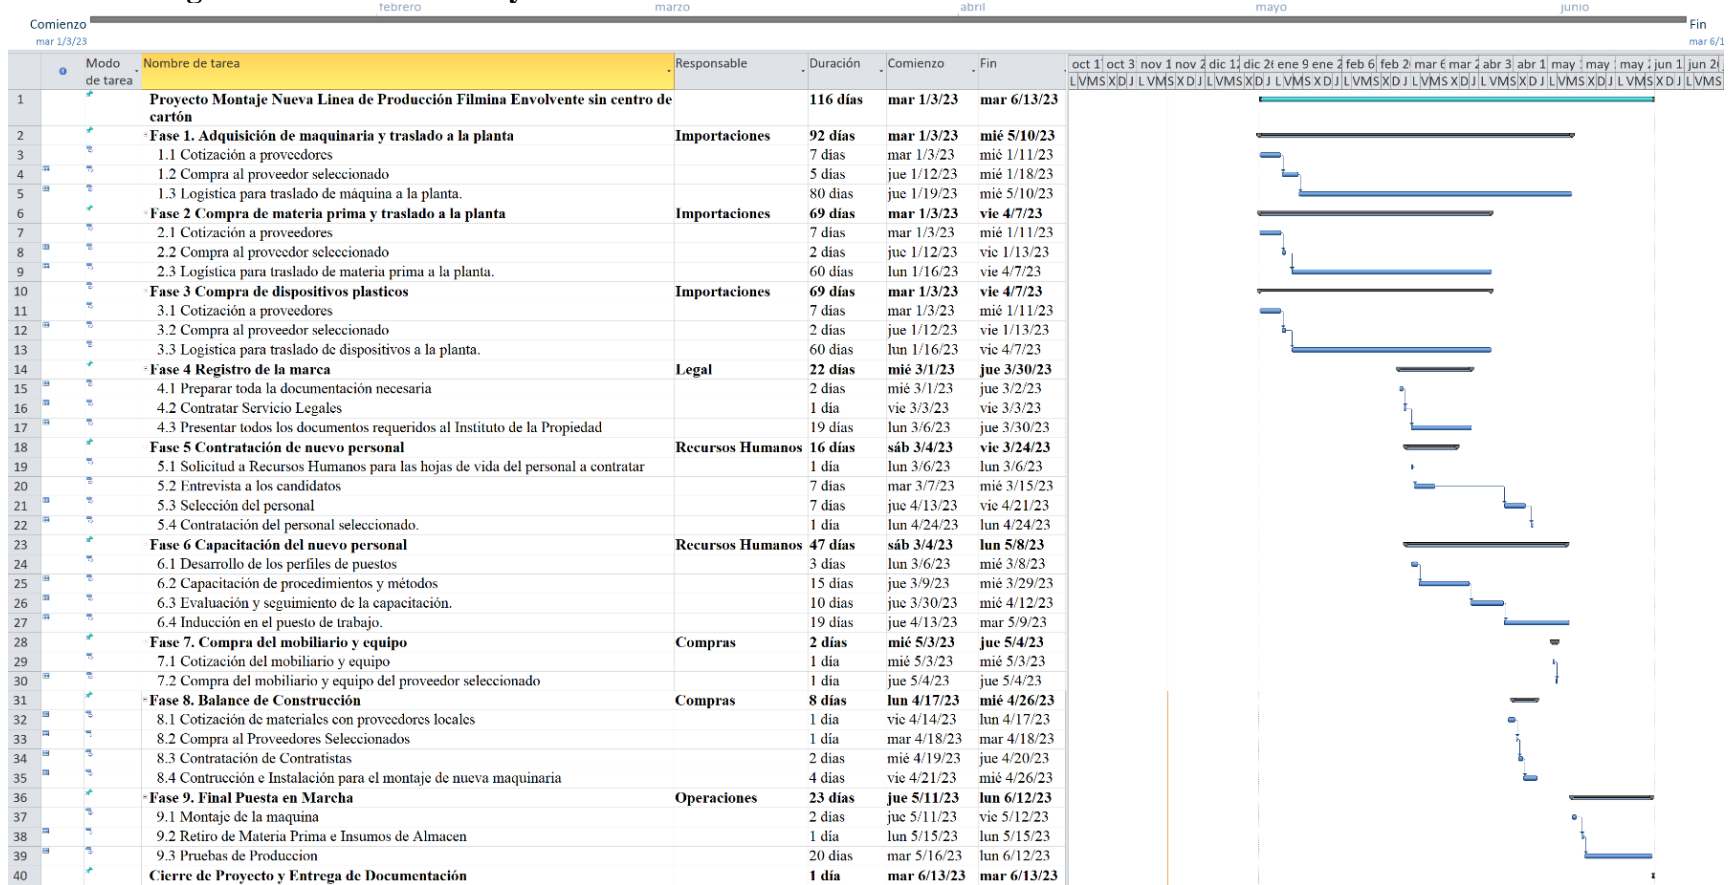 febrero marzo abril mayo junio
Comienzo Fin
mar 1/3/23 mar 6/1
Modo de tarea Nombre de tarea Responsable Duración Comienzo Fin oct 1 oct 3 nov 1 nov 2 dic 12 dic 26 ene 9 ene 2 feb 6 feb 20 mar 6 mar 2 abr 3 abr 1 may may may jun 1 jun 2
L V M S X D J L V M S X D J L V M S X D J L V M S X D J L V M S X D J L V M S X D J L V M S
1 Proyecto Montaje Nueva Linea de Producción Filmina Envolvente sin centro de cartón 116 días mar 1/3/23 mar 6/13/23
2 Fase 1. Adquisición de maquinaria y traslado a la planta Importaciones 92 días mar 1/3/23 mié 5/10/23
3 1.1 Cotización a proveedores 7 días mar 1/3/23 mié 1/11/23
4 1.2 Compra al proveedor seleccionado 5 días jue 1/12/23 mié 1/18/23
5 1.3 Logística para traslado de máquina a la planta. 80 días jue 1/19/23 mié 5/10/23
6 Fase 2 Compra de materia prima y traslado a la planta Importaciones 69 días mar 1/3/23 vie 4/7/23
7 2.1 Cotización a proveedores 7 días mar 1/3/23 mié 1/11/23
8 2.2 Compra al proveedor seleccionado 2 días jue 1/12/23 vie 1/13/23
9 2.3 Logística para traslado de materia prima a la planta. 60 días lun 1/16/23 vie 4/7/23
10 Fase 3 Compra de dispositivos plasticos Importaciones 69 días mar 1/3/23 vie 4/7/23
11 3.1 Cotización a proveedores 7 días mar 1/3/23 mié 1/11/23
12 3.2 Compra al proveedor seleccionado 2 días jue 1/12/23 vie 1/13/23
13 3.3 Logística para traslado de dispositivos a la planta. 60 días lun 1/16/23 vie 4/7/23
14 Fase 4 Registro de la marca Legal 22 días mié 3/1/23 jue 3/30/23
15 4.1 Preparar toda la documentación necesaria 2 días mié 3/1/23 jue 3/2/23
16 4.2 Contratar Servicio Legales 1 día vie 3/3/23 vie 3/3/23
17 4.3 Presentar todos los documentos requeridos al Instituto de la Propiedad 19 días lun 3/6/23 jue 3/30/23
18 Fase 5 Contratación de nuevo personal Recursos Humanos 16 días sáb 3/4/23 vie 3/24/23
19 5.1 Solicitud a Recursos Humanos para las hojas de vida del personal a contratar 1 día lun 3/6/23 lun 3/6/23
20 5.2 Entrevista a los candidatos 7 días mar 3/7/23 mié 3/15/23
21 5.3 Selección del personal 7 días jue 4/13/23 vie 4/21/23
22 5.4 Contratación del personal seleccionado. 1 día lun 4/24/23 lun 4/24/23
23 Fase 6 Capacitación del nuevo personal Recursos Humanos 47 días sáb 3/4/23 lun 5/8/23
24 6.1 Desarrollo de los perfiles de puestos 3 días lun 3/6/23 mié 3/8/23
25 6.2 Capacitación de procedimientos y métodos 15 días jue 3/9/23 mié 3/29/23
26 6.3 Evaluación y seguimiento de la capacitación. 10 días jue 3/30/23 mié 4/12/23
27 6.4 Inducción en el puesto de trabajo. 19 días jue 4/13/23 mar 5/9/23
28 Fase 7. Compra del mobiliario y equipo Compras 2 días mié 5/3/23 jue 5/4/23
29 7.1 Cotización del mobiliario y equipo 1 día mié 5/3/23 mié 5/3/23
30 7.2 Compra del mobiliario y equipo del proveedor seleccionado 1 día jue 5/4/23 jue 5/4/23
31 Fase 8. Balance de Construcción Compras 8 días lun 4/17/23 mié 4/26/23
32 8.1 Cotización de materiales con proveedores locales 1 día vie 4/14/23 lun 4/17/23
33 8.2 Compra al Proveedores Seleccionados 1 día mar 4/18/23 mar 4/18/23
34 8.3 Contratación de Contratistas 2 días mié 4/19/23 jue 4/20/23
35 8.4 Contrucción e Instalación para el montaje de nueva maquinaria 4 días vie 4/21/23 mié 4/26/23
36 Fase 9. Final Puesta en Marcha Operaciones 23 días jue 5/11/23 lun 6/12/23
37 9.1 Montaje de la maquina 2 días jue 5/11/23 vie 5/12/23
38 9.2 Retiro de Materia Prima e Insumos de Almacen 1 día lun 5/15/23 lun 5/15/23
39 9.3 Pruebas de Produccion 20 días mar 5/16/23 lun 6/12/23
40 Cierre de Proyecto y Entrega de Documentación 1 día mar 6/13/23 mar 6/13/23